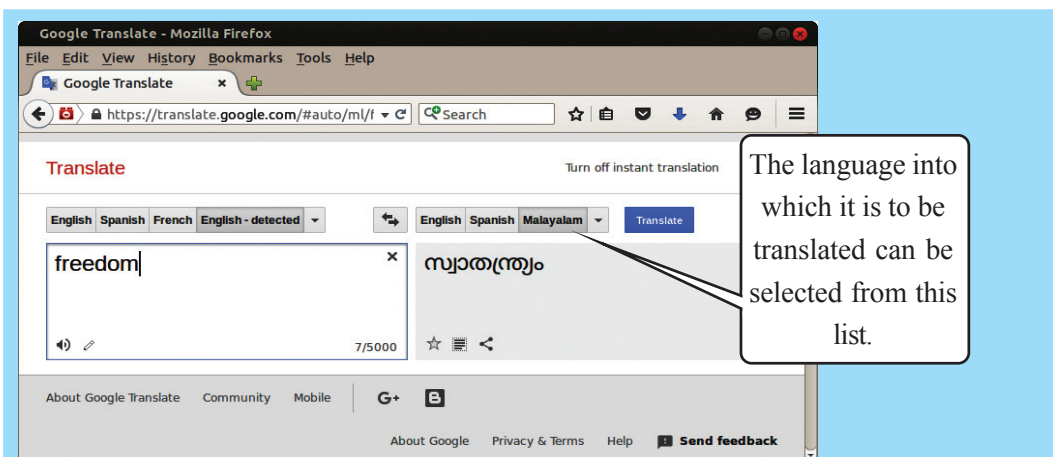 Google Translate - Mozilla Firefox
File Edit View History Bookmarks Tools Help
Google Translate ×
https://translate.google.com/#auto/ml/f Search
Translate Turn off instant translation
English Spanish French English - detected English Spanish Malayalam Translate
freedom × സ്വാതന്ത്ര്യം
7/5000
About Google Translate Community Mobile G+ B
About Google Privacy & Terms Help Send feedback
The language into
which it is to be
translated can be
selected from this
list.